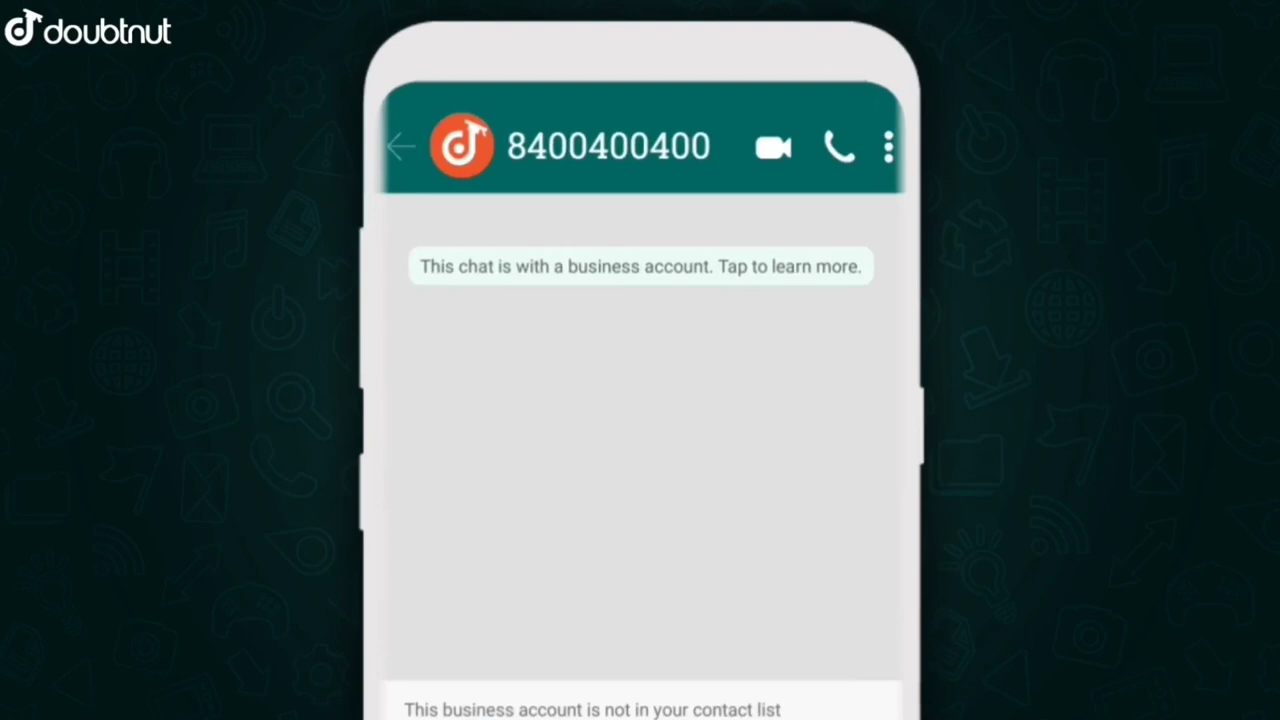 doubtnut
8400400400
This chat is with a business account. Tap to learn more.
This business account is not in your contact list